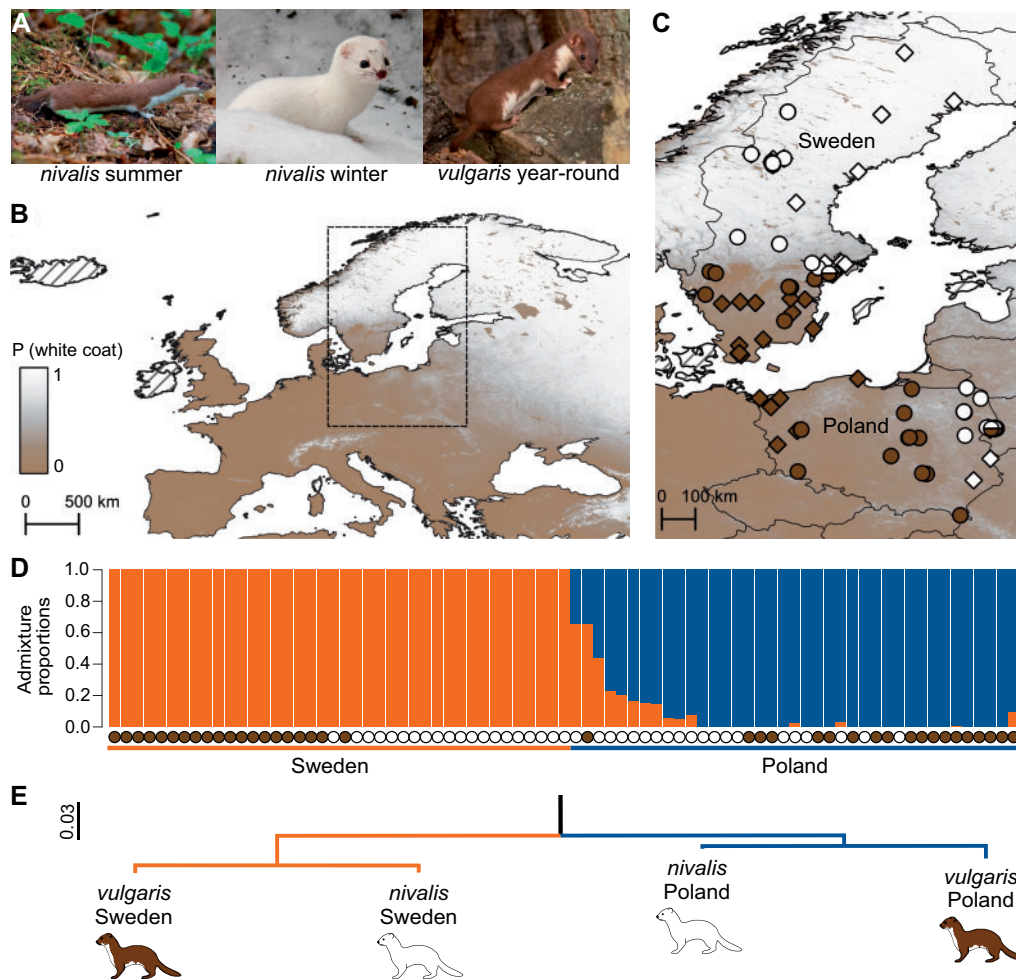 A
nivalis summer
nivalis winter
vulgaris year-round
B
P (white coat)
1
0
0 500 km
C
Sweden
Poland
0 100 km
D
Admixture
proportions
1.0
0.8
0.6
0.4
0.2
0.0
Sweden
Poland
E
0.03
vulgaris
Sweden
nivalis
Sweden
nivalis
Poland
vulgaris
Poland